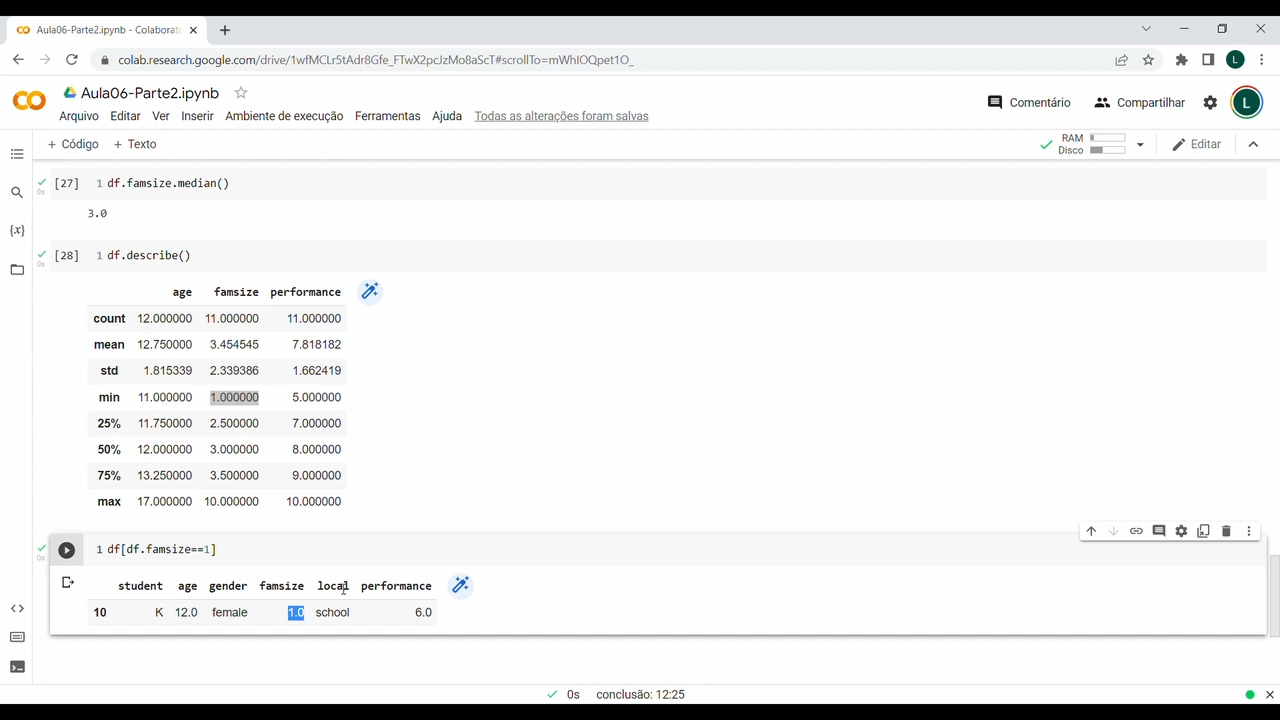 Aula06-Parte2.ipynb - Colaborat
colab.research.google.com/drive/1wfMCLr5tAdr8Gfe_FTwX2pcJzMo8aScT#scrollTo=mWhIOQpet1O_
L
Aula06-Parte2.ipynb
Comentário Compartilhar L
Arquivo Editar Ver Inserir Ambiente de execução Ferramentas Ajuda Todas as alterações foram salvas
+ Código + Texto
RAM
Disco
Editar
[27] 1 df.famsize.median()
0s
3.0
[28] 1 df.describe()
0s
age famsize performance
count 12.000000 11.000000 11.000000
mean 12.750000 3.454545 7.818182
std 1.815339 2.339386 1.662419
min 11.000000 1.000000 5.000000
25% 11.750000 2.500000 7.000000
50% 12.000000 3.000000 8.000000
75% 13.250000 3.500000 9.000000
max 17.000000 10.000000 10.000000
1 df[df.famsize==1]
0s
student age gender famsize local performance
10 K 12.0 female 1.0 school 6.0
0s conclusão: 12:25